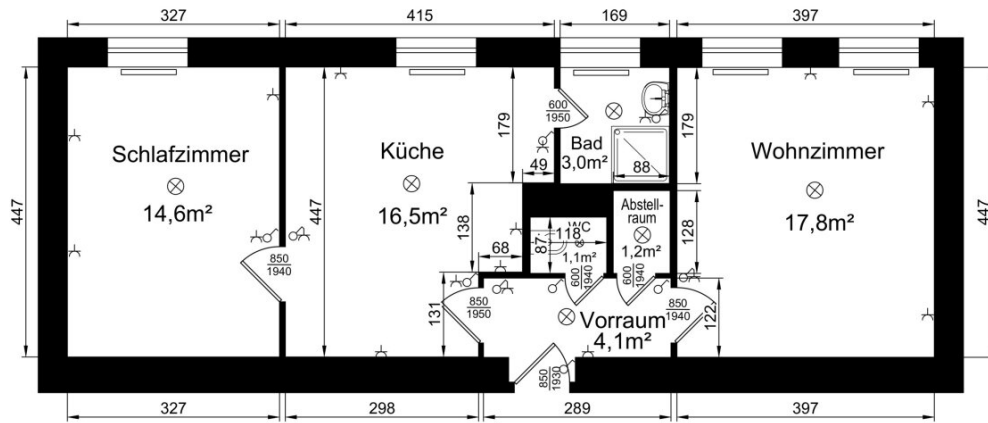 327
415
169
397
447
Schlafzimmer
14,6m²
850
1940
Küche
16,5m²
447
179
49
138
68
131
600
1950
Bad
3,0m²
88
WC
118
87
1,1m²
600
1940
Abstell-
raum
1,2m²
600
1940
850
1950
Vorraum
4,1m²
850
1930
850
1940
179
128
122
Wohnzimmer
17,8m²
447
327
298
289
397